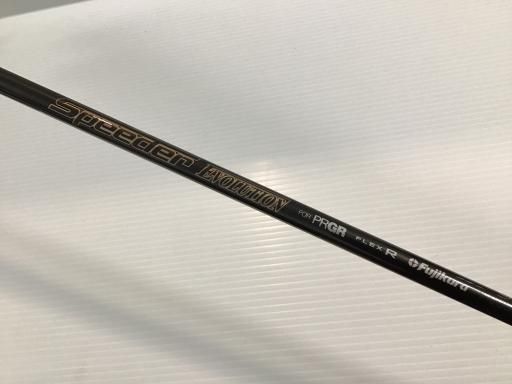 Speeder EVOLUTION FOR PRGR FLEX R Fujikura